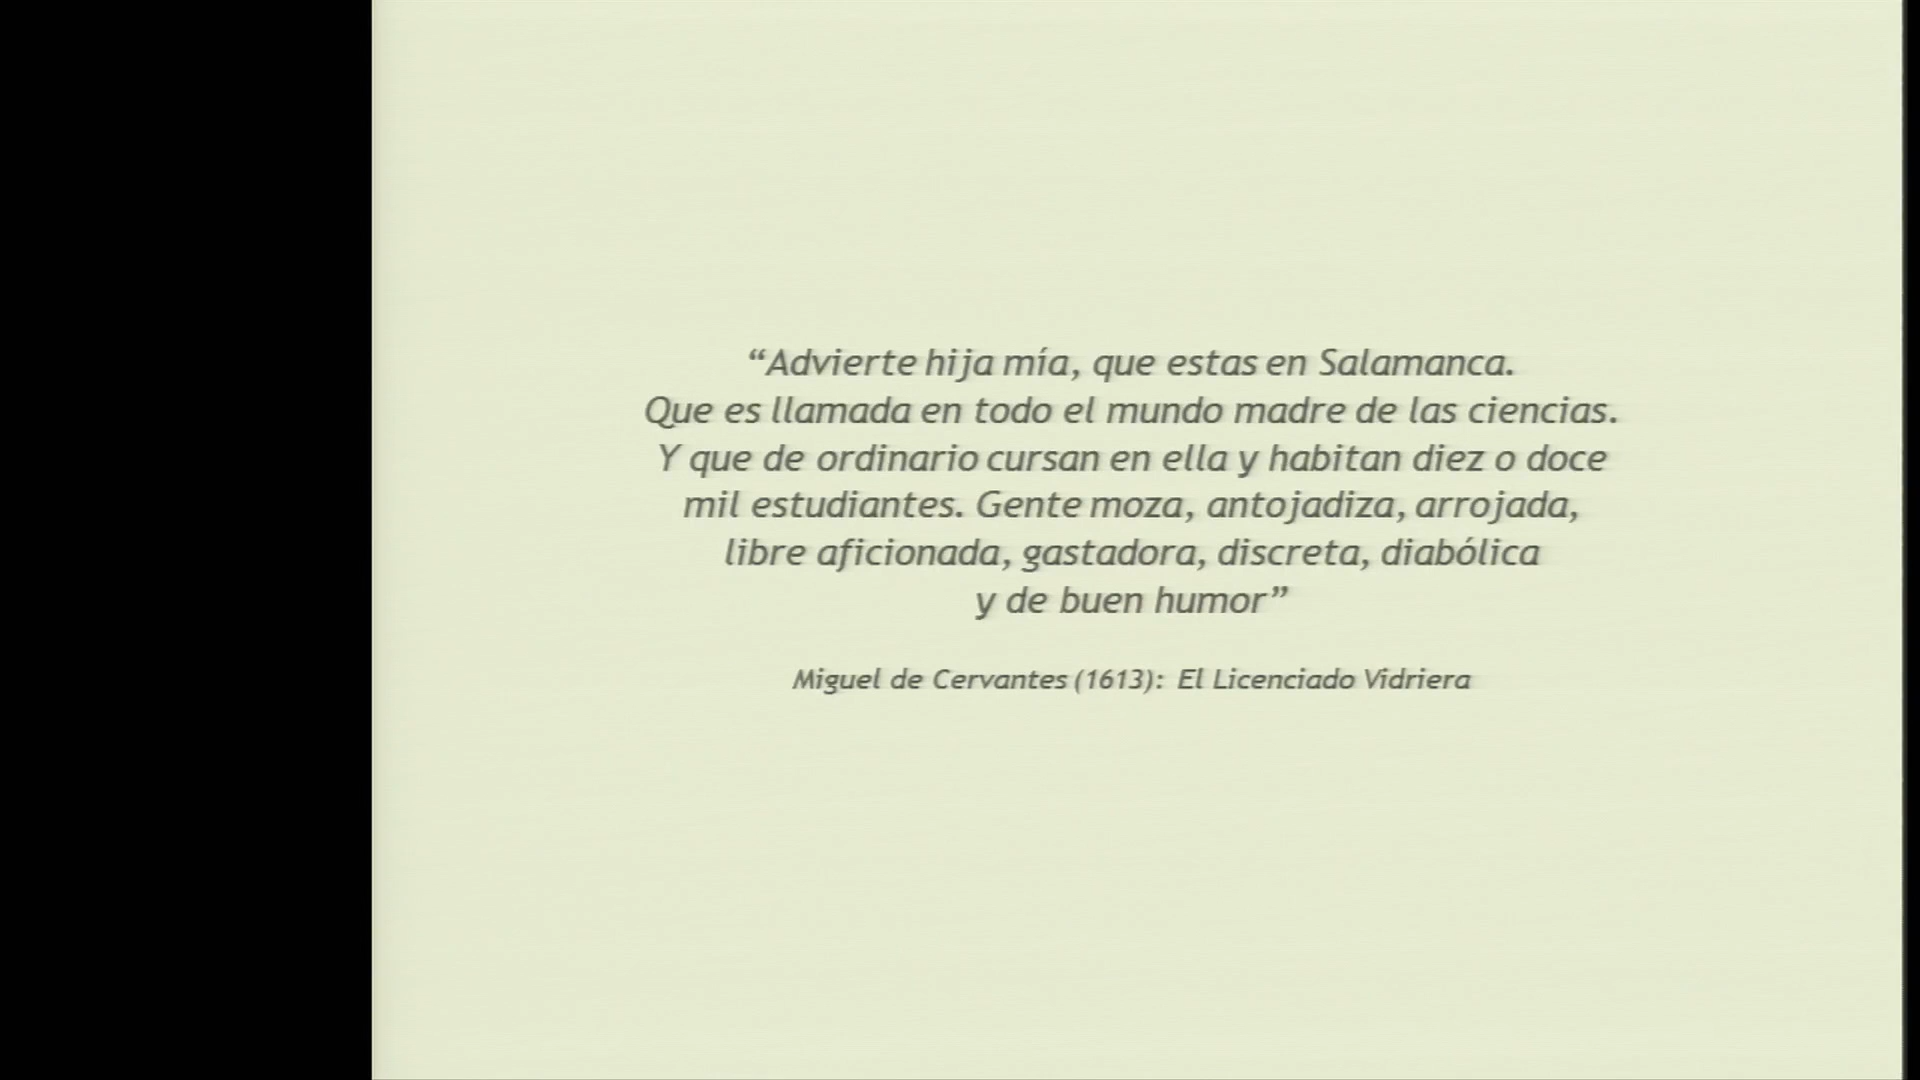 “Advierte hija mía, que estas en Salamanca.
Que es llamada en todo el mundo madre de las ciencias.
Y que de ordinario cursan en ella y habitan diez o doce
mil estudiantes. Gente moza, antojadiza, arrojada,
libre aficionada, gastadora, discreta, diabólica
y de buen humor”
Miguel de Cervantes (1613): El Licenciado Vidriera